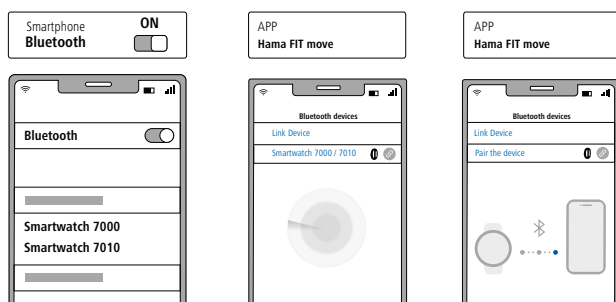 Smartphone
Bluetooth
ON
APP
Hama FIT move
APP
Hama FIT move
Bluetooth
Smartwatch 7000
Smartwatch 7010
Bluetooth devices
Link Device
Smartwatch 7000 / 7010
Bluetooth devices
Link Device
Pair the device